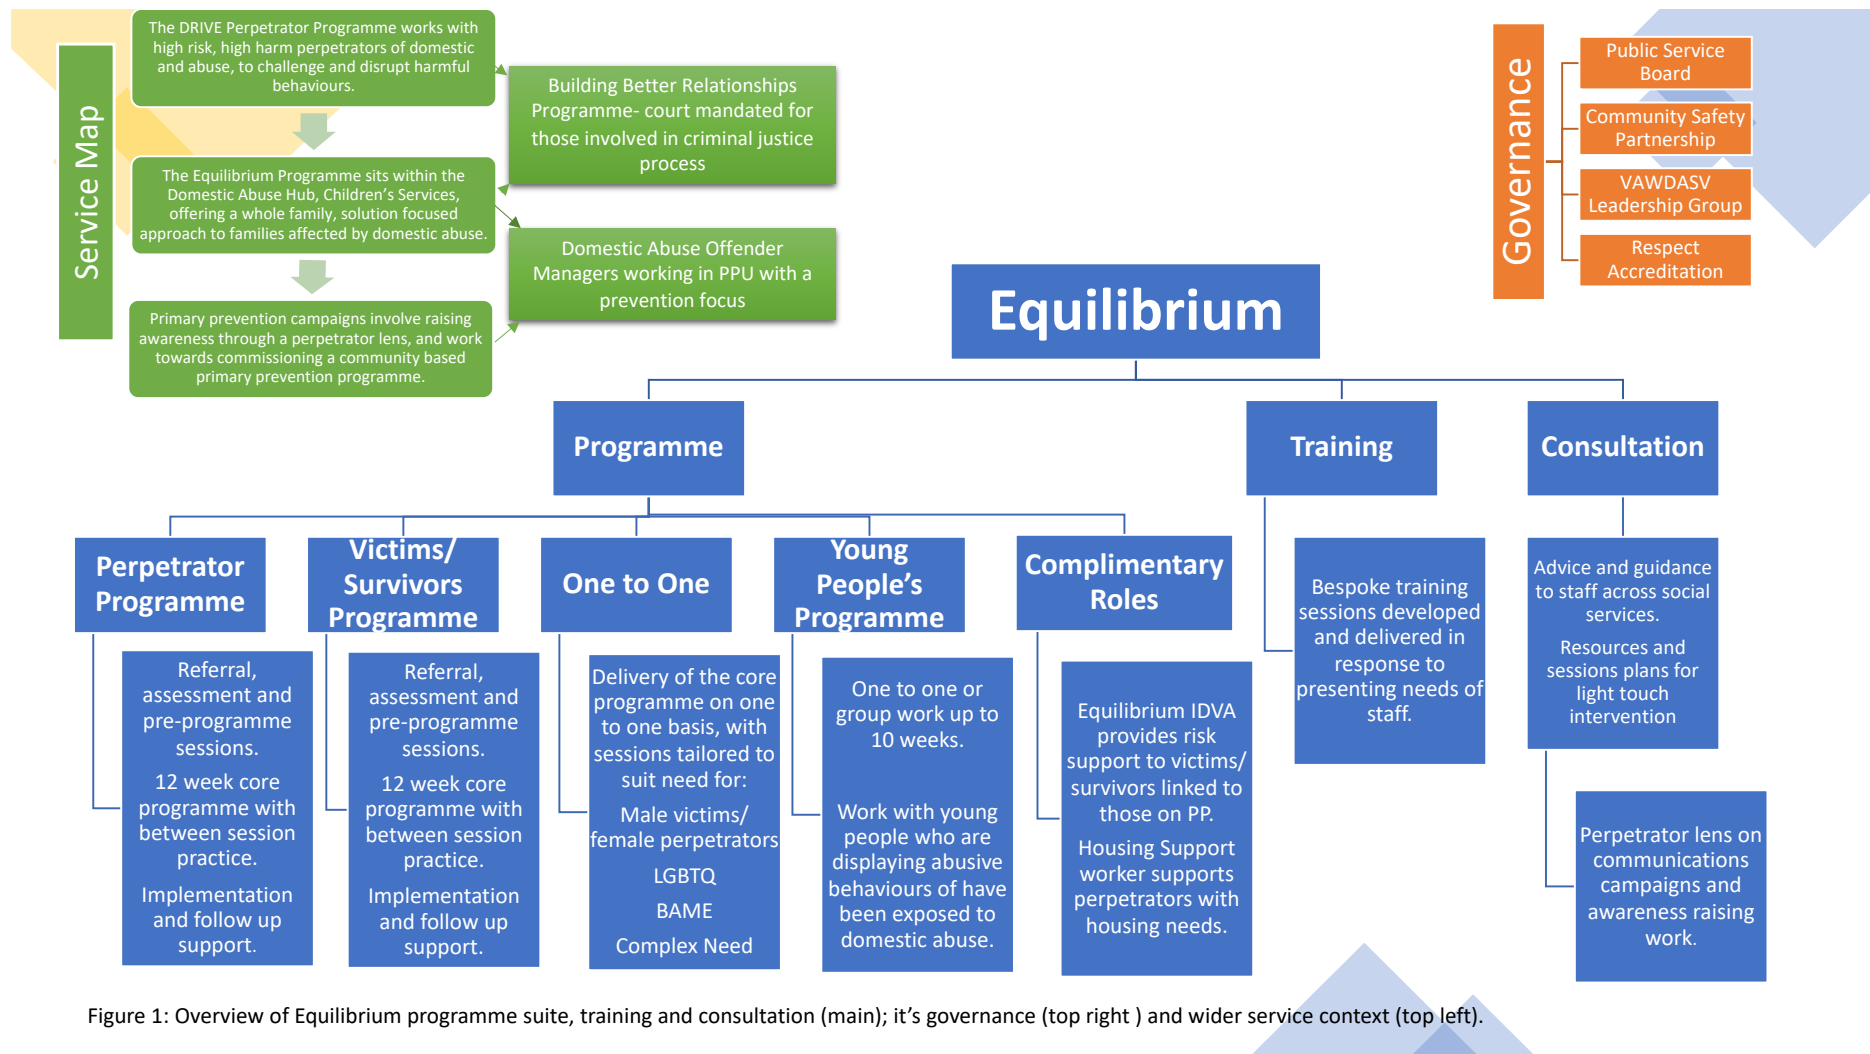 Service Map
The DRIVE Perpetrator Programme works with
high risk, high harm perpetrators of domestic
and abuse, to challenge and disrupt harmful
behaviours.
The Equilibrium Programme sits within the
Domestic Abuse Hub, Children’s Services,
offering a whole family, solution focused
approach to families affected by domestic abuse.
Primary prevention campaigns involve raising
awareness through a perpetrator lens, and work
towards commissioning a community based
primary prevention programme.
Building Better Relationships
Programme- court mandated for
those involved in criminal justice
process
Domestic Abuse Offender
Managers working in PPU with a
prevention focus
Governance
Public Service
Board
Community Safety
Partnership
VAWDASV
Leadership Group
Respect
Accreditation
Equilibrium
Programme
Training
Consultation
Perpetrator
Programme
Victims/
Survivors
Programme
One to One
Young
People’s
Programme
Complimentary
Roles
Referral,
assessment and
pre-programme
sessions.
12 week core
programme with
between session
practice.
Implementation
and follow up
support.
Referral,
assessment and
pre-programme
sessions.
12 week core
programme with
between session
practice.
Implementation
and follow up
support.
Delivery of the core
programme on one
to one basis, with
sessions tailored to
suit need for:
Male victims/
female perpetrators
LGBTQ
BAME
Complex Need
One to one or
group work up to
10 weeks.
Work with young
people who are
displaying abusive
behaviours of have
been exposed to
domestic abuse.
Equilibrium IDVA
provides risk
support to victims/
survivors linked to
those on PP.
Housing Support
worker supports
perpetrators with
housing needs.
Bespoke training
sessions developed
and delivered in
response to
presenting needs of
staff.
Advice and guidance
to staff across social
services.
Resources and
sessions plans for
light touch
intervention
Perpetrator lens on
communications
campaigns and
awareness raising
work.
Figure 1: Overview of Equilibrium programme suite, training and consultation (main); it’s governance (top right ) and wider service context (top left).